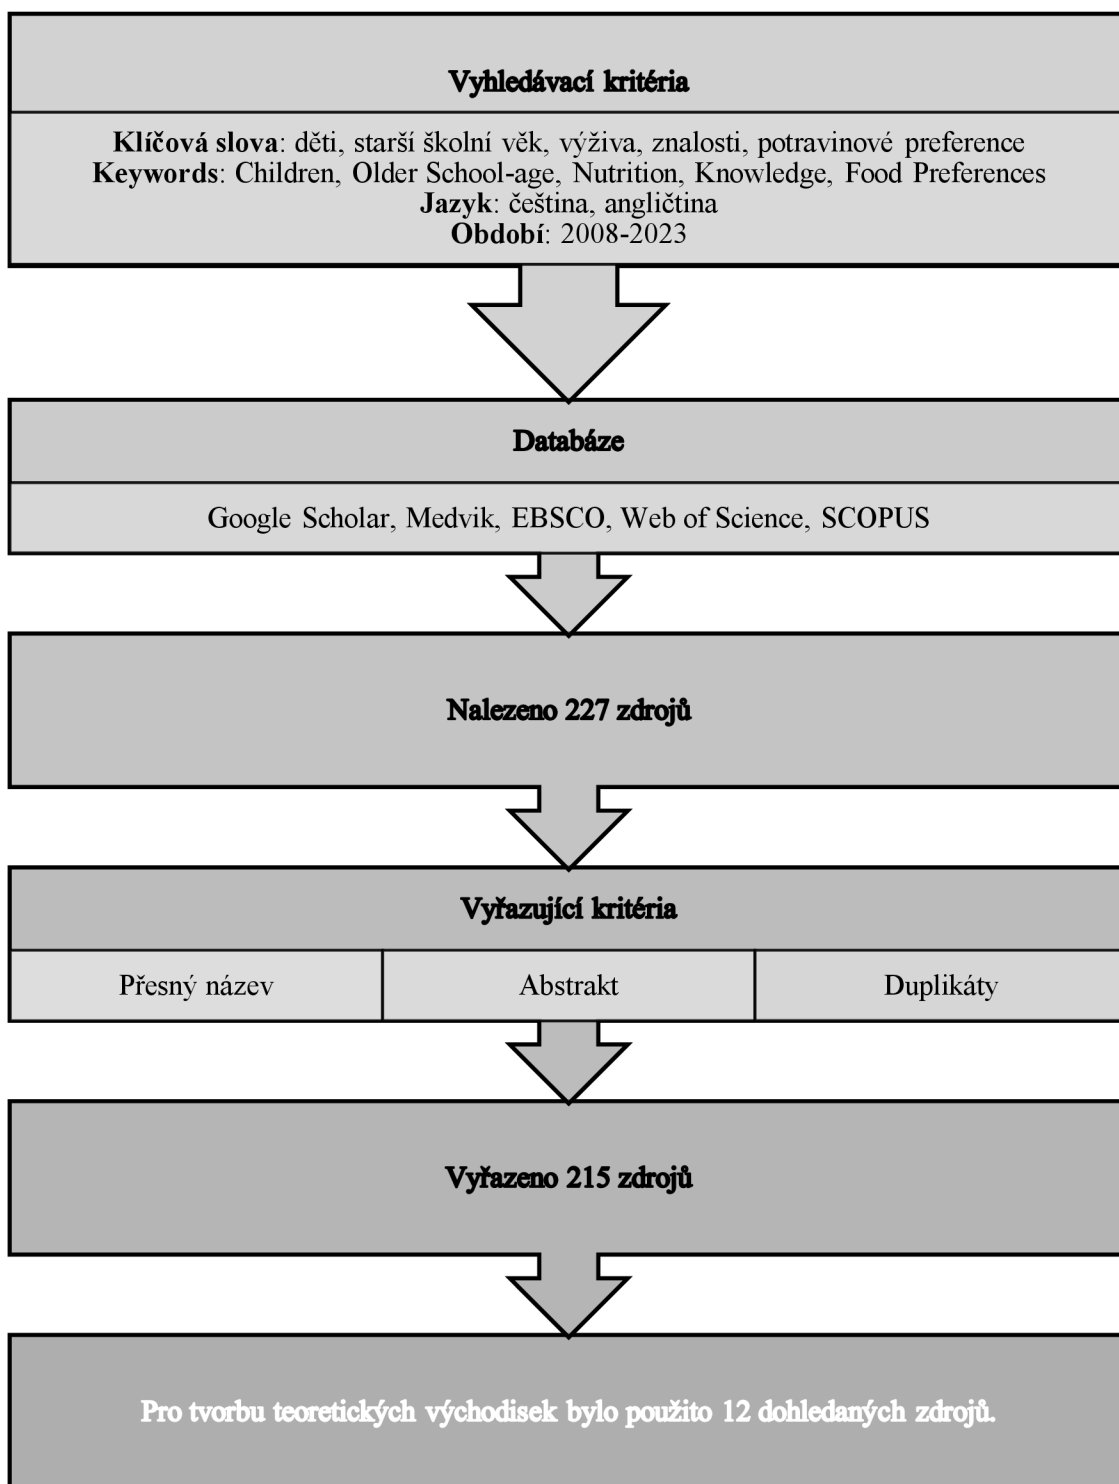 Vyhledávací kritéria
Klíčová slova: děti, starší školní věk, výživa, znalosti, potravinové preference
Keywords: Children, Older School-age, Nutrition, Knowledge, Food Preferences
Jazyk: čeština, angličtina
Období: 2008-2023
Databáze
Google Scholar, Medvik, EBSCO, Web of Science, SCOPUS
Nalezeno 227 zdrojů
Vyřazující kritéria
Přesný název
Abstrakt
Duplikáty
Vyřazeno 215 zdrojů
Pro tvorbu teoretických východisek bylo použito 12 dohledaných zdrojů.